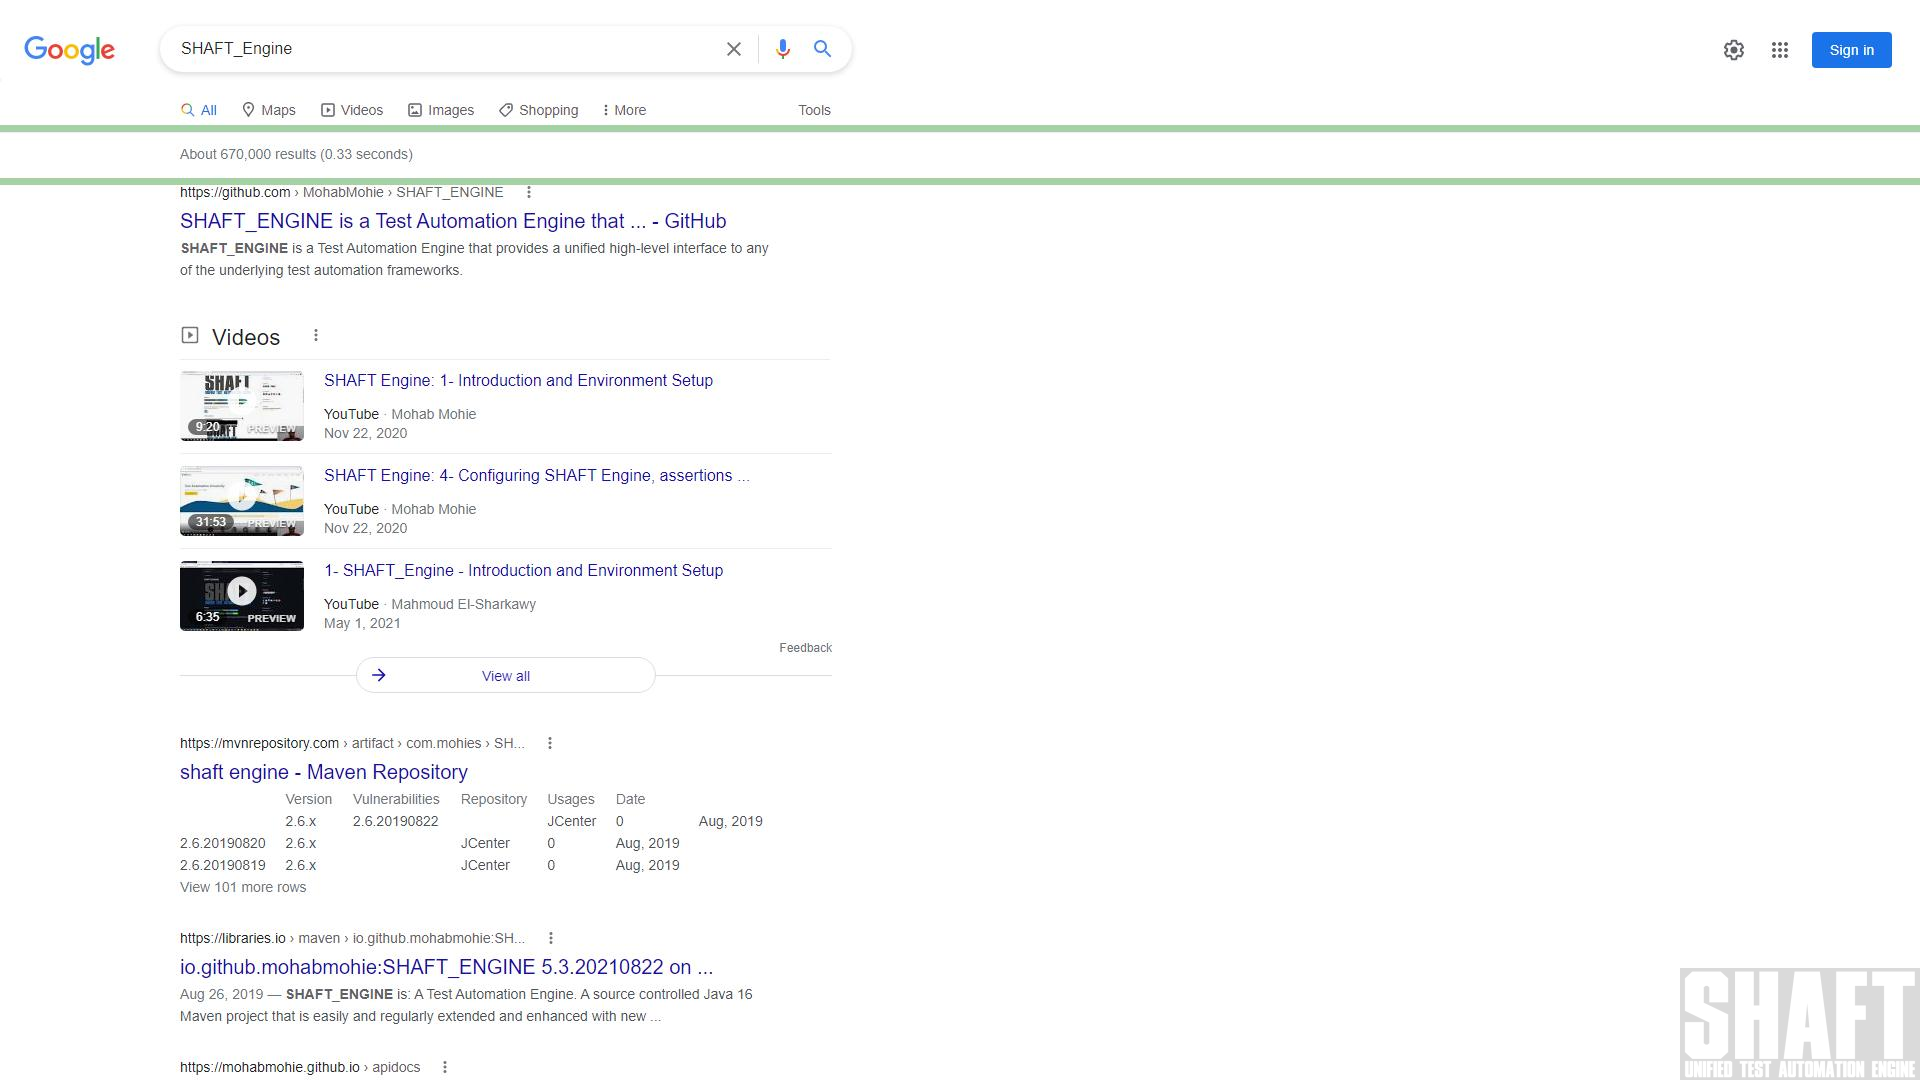 Google
SHAFT_Engine
Sign in
All Maps Videos Images Shopping More Tools
About 670,000 results (0.33 seconds)
https://github.com › MohabMohie › SHAFT_ENGINE
SHAFT_ENGINE is a Test Automation Engine that ... - GitHub
SHAFT_ENGINE is a Test Automation Engine that provides a unified high-level interface to any
of the underlying test automation frameworks.
Videos
SHAFT Engine: 1- Introduction and Environment Setup
YouTube · Mohab Mohie
Nov 22, 2020
9:20 PREVIEW
SHAFT Engine: 4- Configuring SHAFT Engine, assertions ...
YouTube · Mohab Mohie
Nov 22, 2020
31:53 PREVIEW
1- SHAFT_Engine - Introduction and Environment Setup
YouTube · Mahmoud El-Sharkawy
May 1, 2021
6:35 PREVIEW
Feedback
View all
https://mvnrepository.com › artifact › com.mohies › SH...
shaft engine - Maven Repository
Version Vulnerabilities Repository Usages Date
2.6.x 2.6.20190822 JCenter 0 Aug, 2019
2.6.20190820 2.6.x JCenter 0 Aug, 2019
2.6.20190819 2.6.x JCenter 0 Aug, 2019
View 101 more rows
https://libraries.io › maven › io.github.mohabmohie:SH...
io.github.mohabmohie:SHAFT_ENGINE 5.3.20210822 on ...
Aug 26, 2019 — SHAFT_ENGINE is: A Test Automation Engine. A source controlled Java 16
Maven project that is easily and regularly extended and enhanced with new ...
https://mohabmohie.github.io › apidocs
SHAFT
UNIFIED TEST AUTOMATION ENGINE